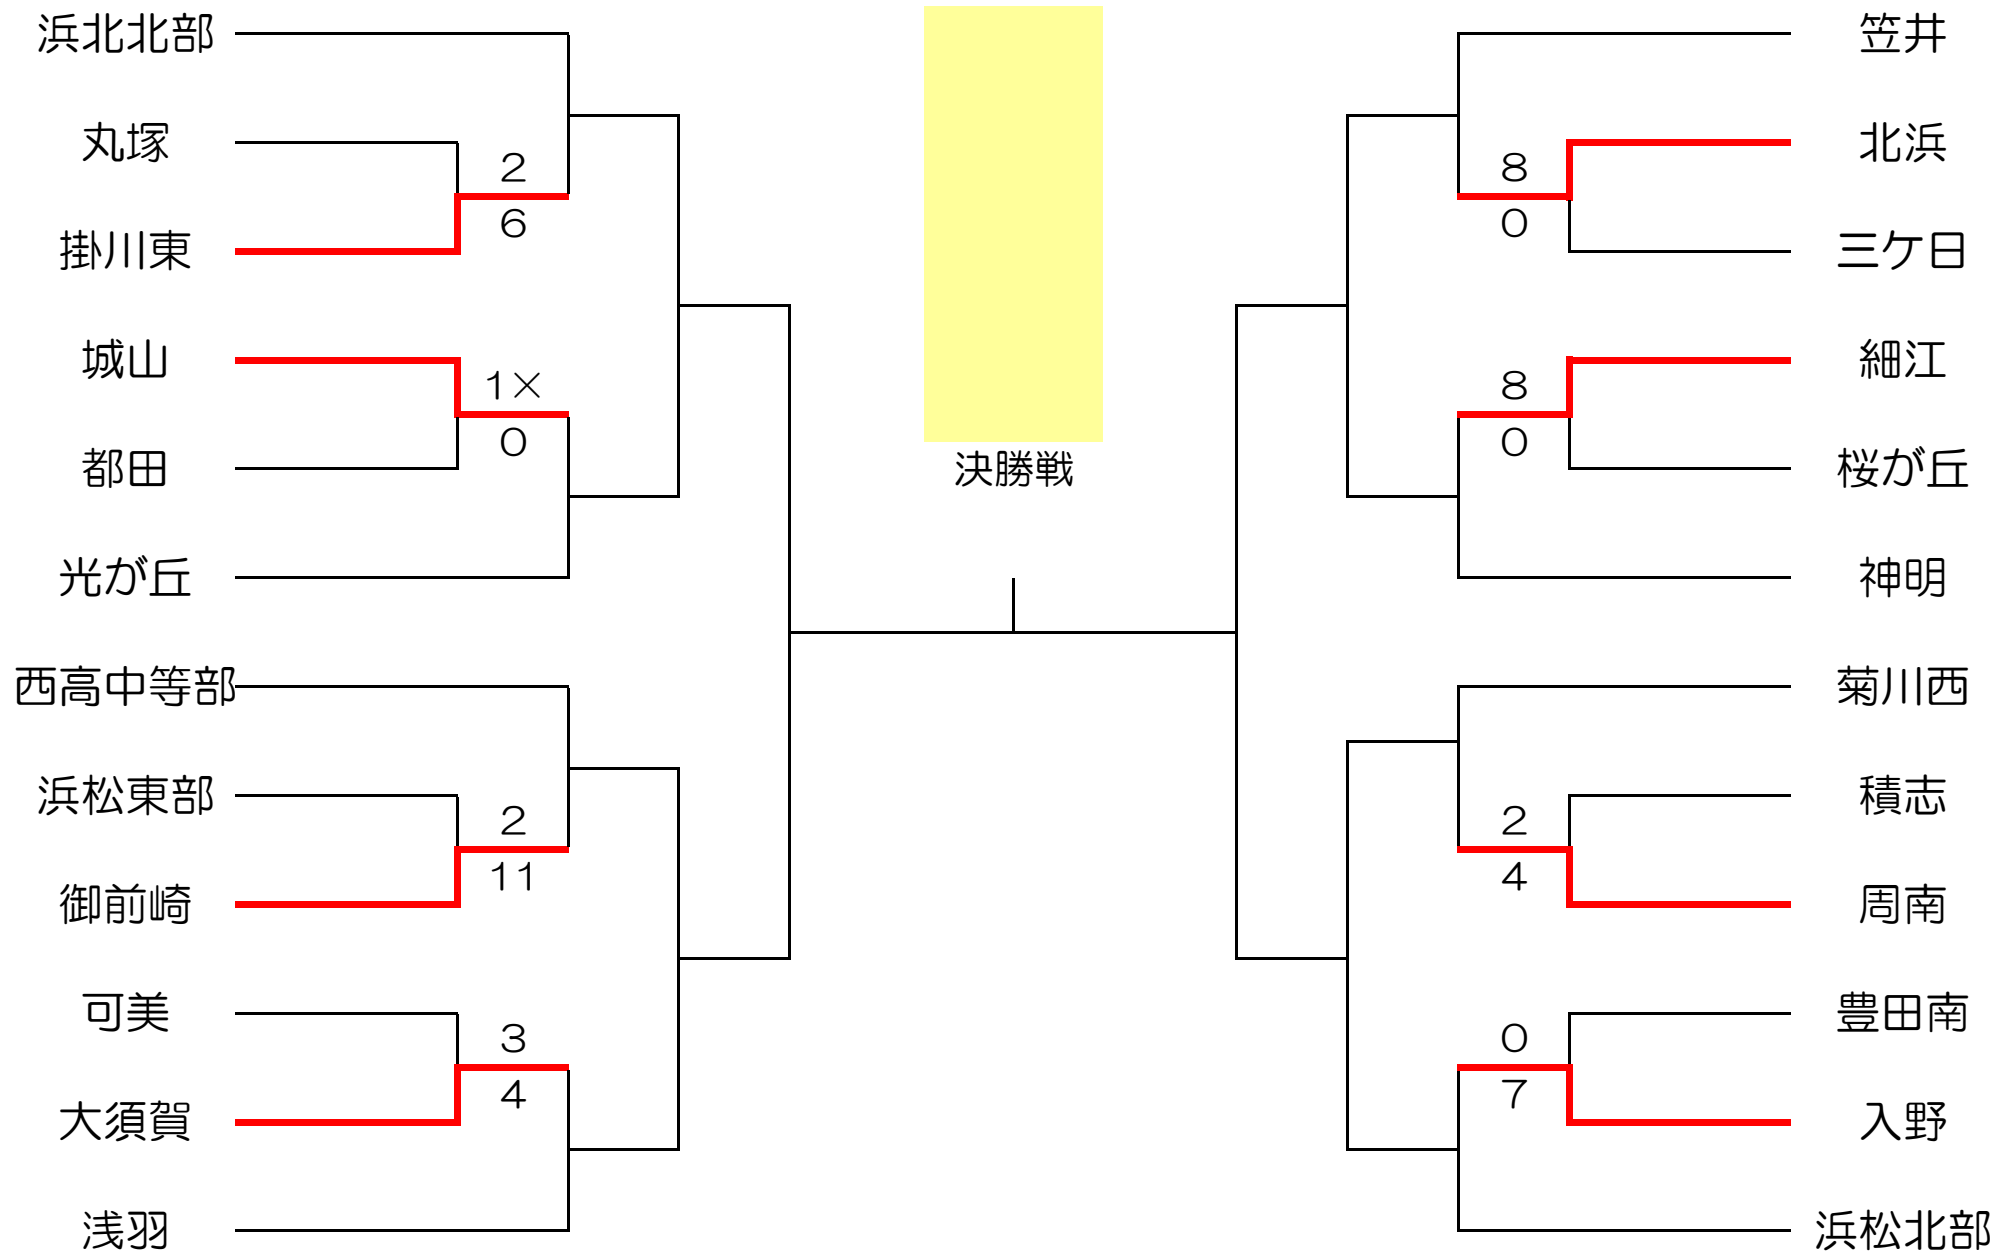 浜北北部
丸塚
2
6
掛川東
城山
1×
0
都田
光が丘
西高中等部
浜松東部
2
11
御前崎
可美
3
4
大須賀
浅羽
決勝戦
笠井
北浜
8
0
三ケ日
細江
8
0
桜が丘
神明
菊川西
積志
2
4
周南
豊田南
0
7
入野
浜松北部